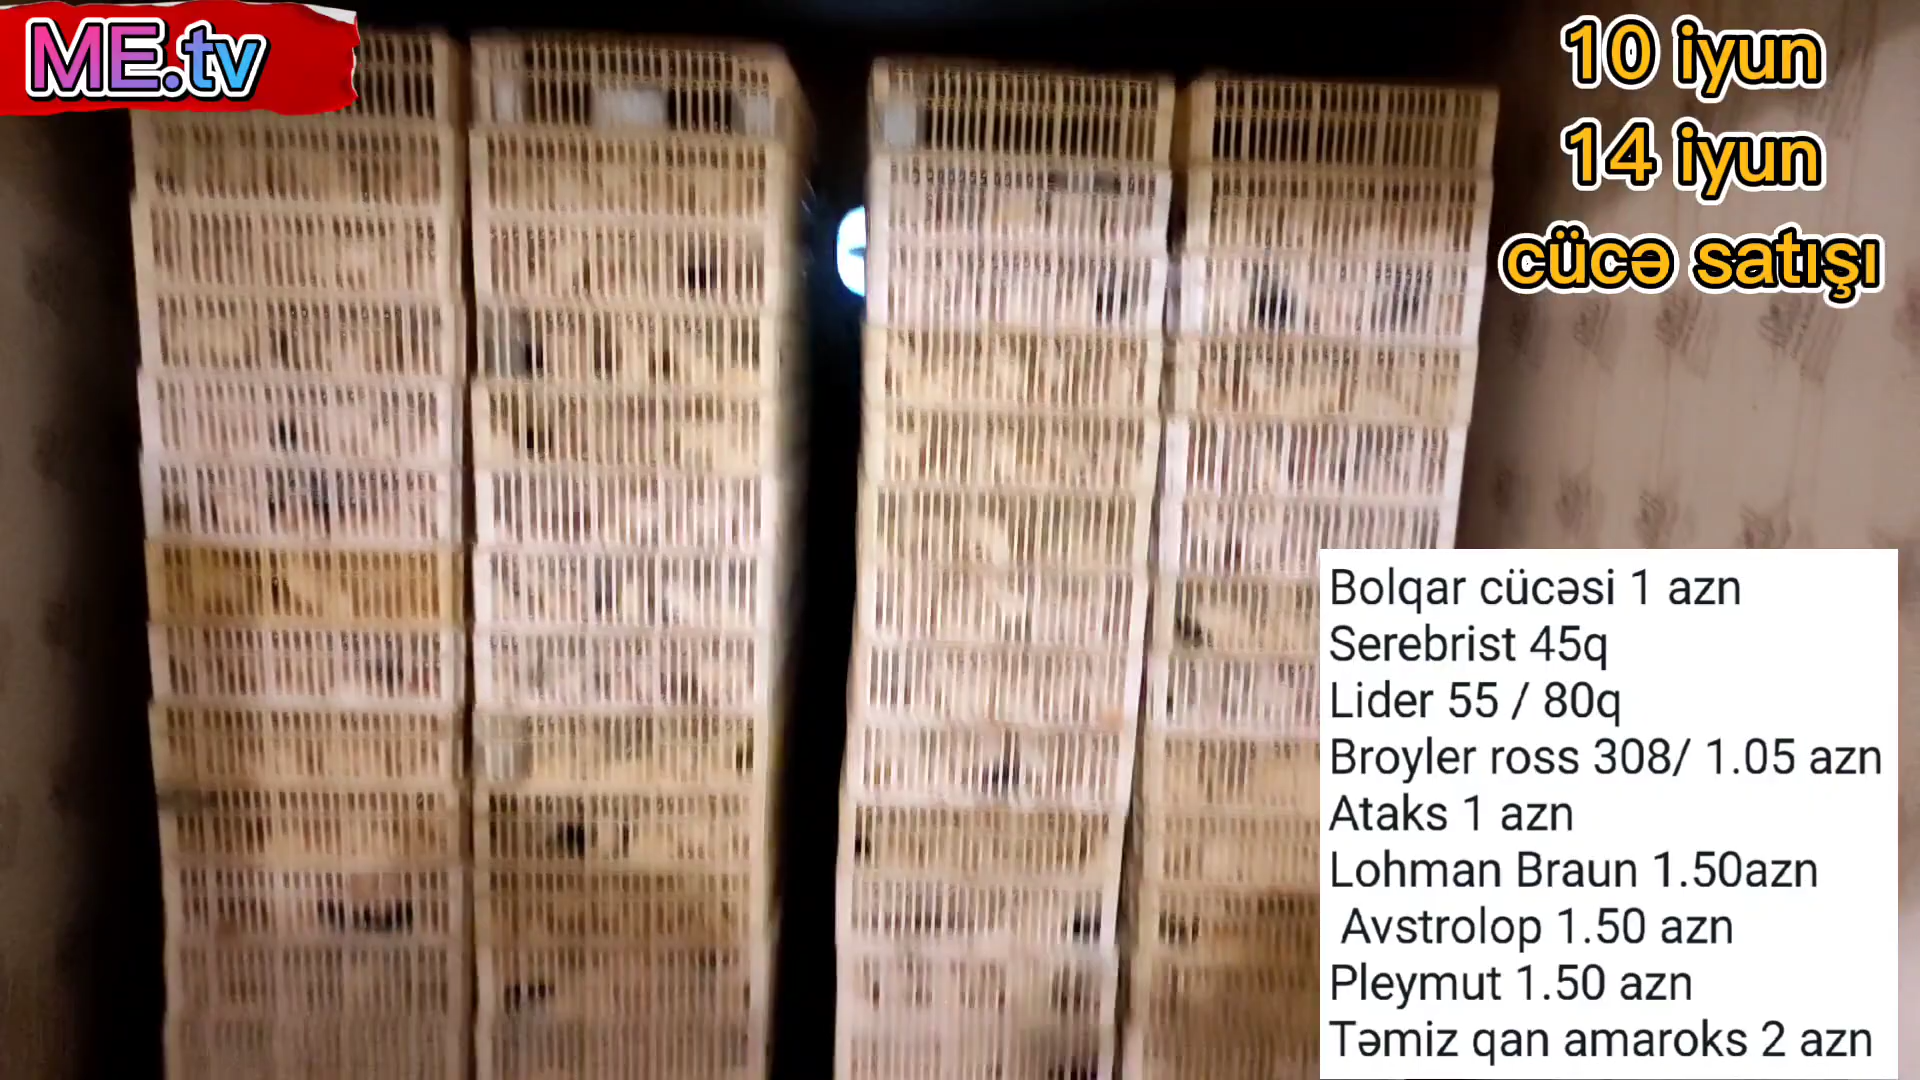 ME.tv
10 iyun
14 iyun
cücə satışı
Bolqar cücəsi 1 azn
Serebrist 45q
Lider 55 / 80q
Broyler ross 308/ 1.05 azn
Ataks 1 azn
Lohman Braun 1.50azn
Avstrolop 1.50 azn
Pleymut 1.50 azn
Təmiz qan amaroks 2 azn